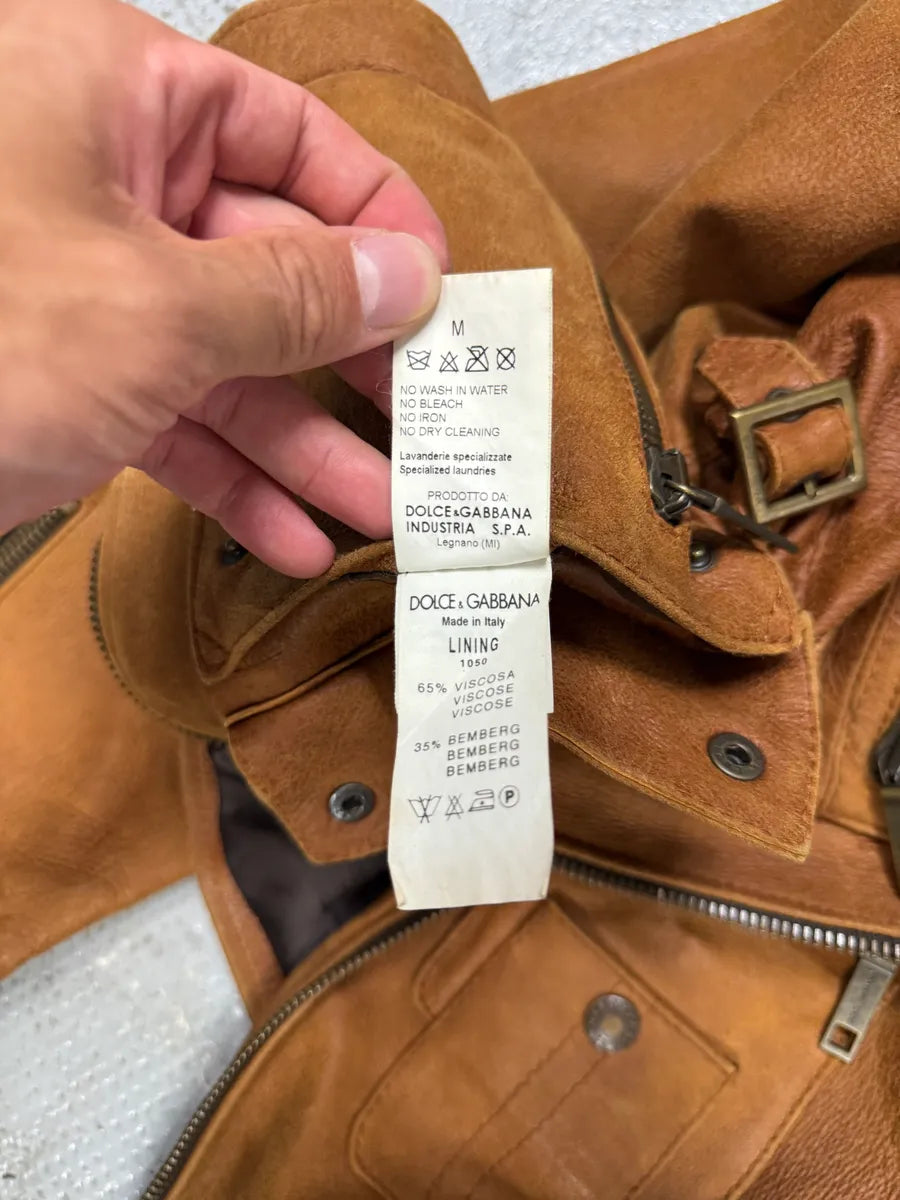 M
NO WASH IN WATER
NO BLEACH
NO IRON
NO DRY CLEANING
Lavanderie specializzate
Specialized laundries
PRODOTTO DA:
DOLCE&GABBANA
INDUSTRIA S.P.A.
Legnano (MI)
DOLCE & GABBANA
Made in Italy
LINING
1050
65% VISCOSA
VISCOSE
VISCOSE
35% BEMBERG
BEMBERG
BEMBERG
P